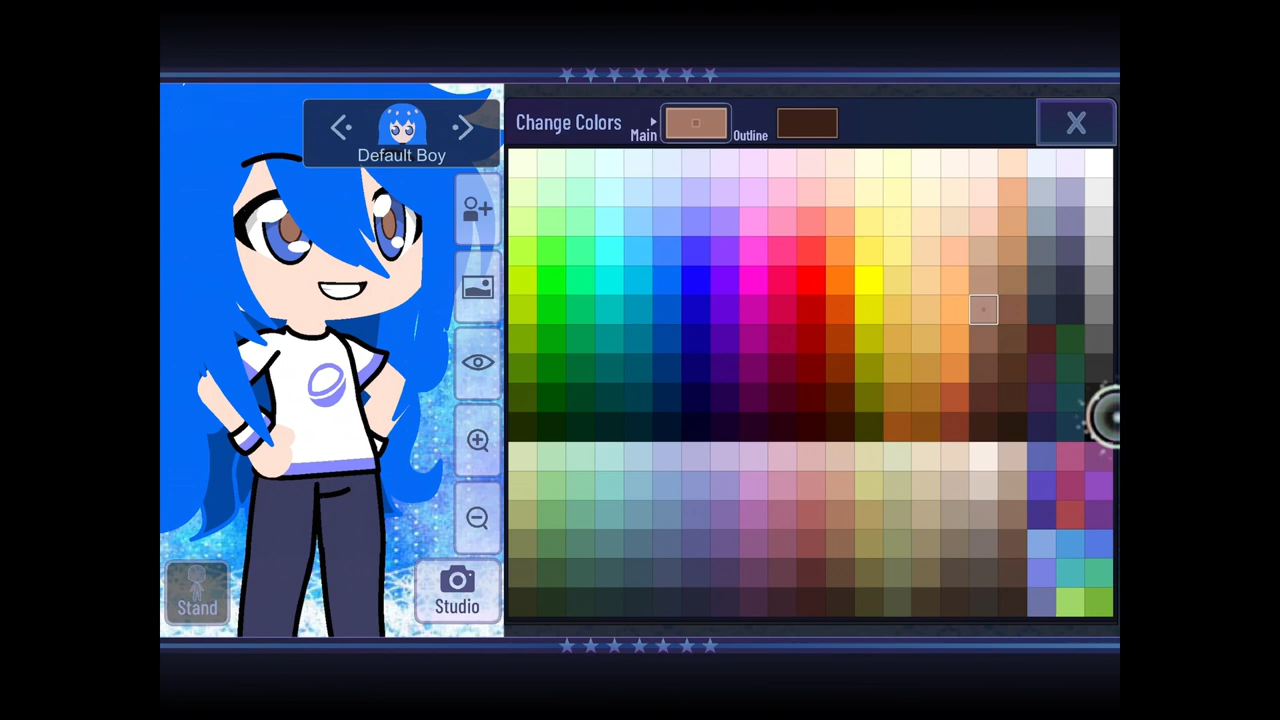 Change Colors
Main
Outline
X
Default Boy
Stand
Studio